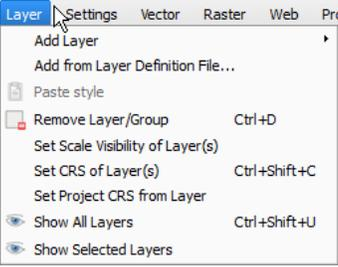 Layer Settings Vector Raster Web Pr
Add Layer
Add from Layer Definition File...
Paste style
Remove Layer/Group Ctrl+D
Set Scale Visibility of Layer(s)
Set CRS of Layer(s) Ctrl+Shift+C
Set Project CRS from Layer
Show All Layers Ctrl+Shift+U
Show Selected Layers